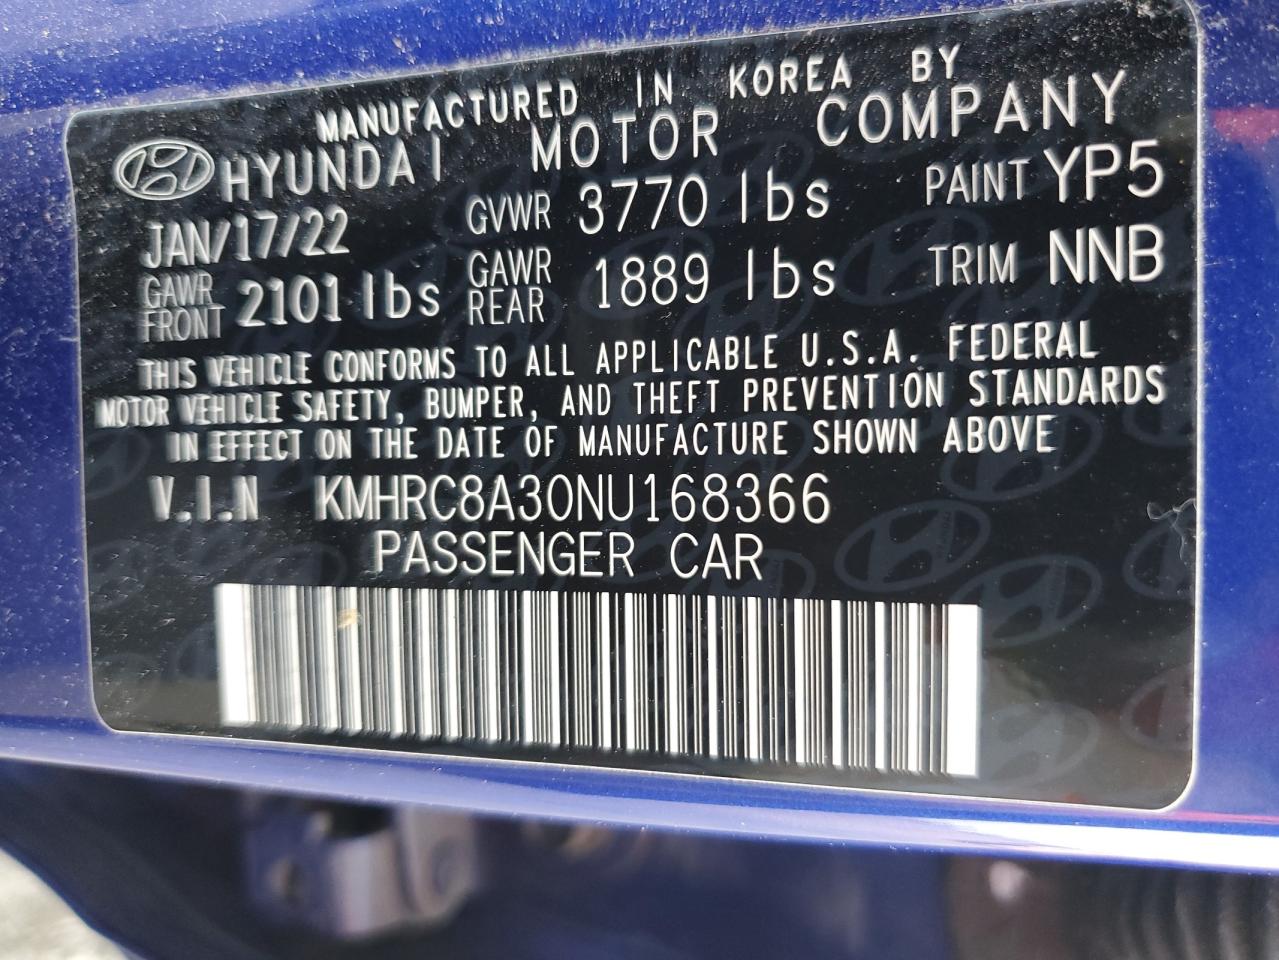 MANUFACTURED IN KOREA BY
HYUNDAI MOTOR COMPANY
JAN/17/22 GVWR 3770 lbs PAINT YP5
GAWR FRONT 2101 lbs GAWR REAR 1889 lbs TRIM NNB
THIS VEHICLE CONFORMS TO ALL APPLICABLE U.S.A. FEDERAL
MOTOR VEHICLE SAFETY, BUMPER, AND THEFT PREVENTION STANDARDS
IN EFFECT ON THE DATE OF MANUFACTURE SHOWN ABOVE
V.I.N KMHRC8A30NU168366
PASSENGER CAR